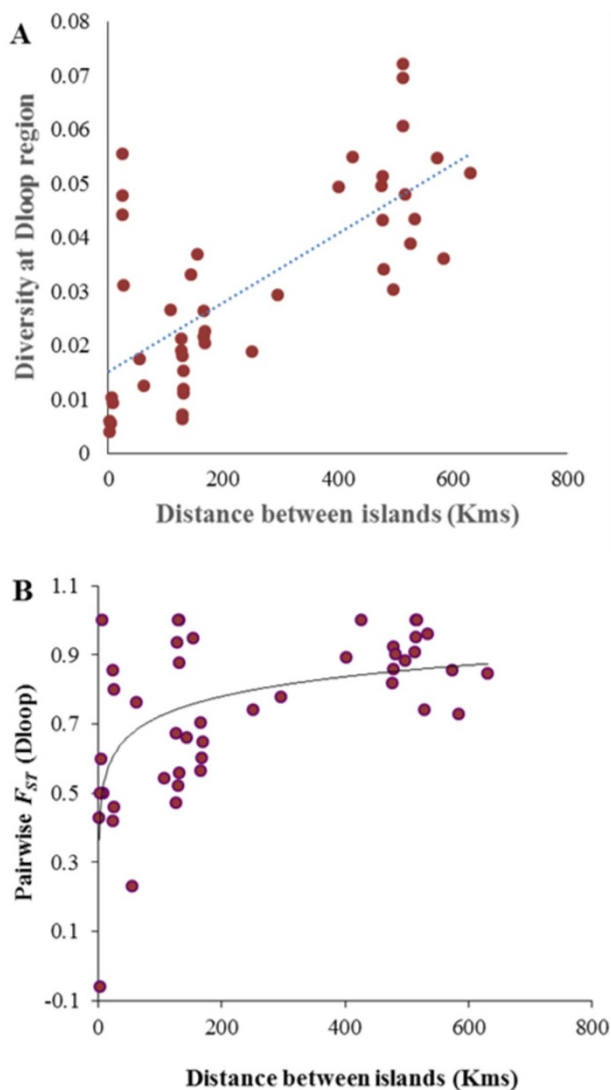 A
0.08
0.07
0.06
0.05
0.04
0.03
0.02
0.01
0
Diversity at Dloop region
0 200 400 600 800
Distance between islands (Kms)
B
1.1
0.9
0.7
0.5
0.3
0.1
-0.1
Pairwise FST (Dloop)
0 200 400 600 800
Distance between islands (Kms)